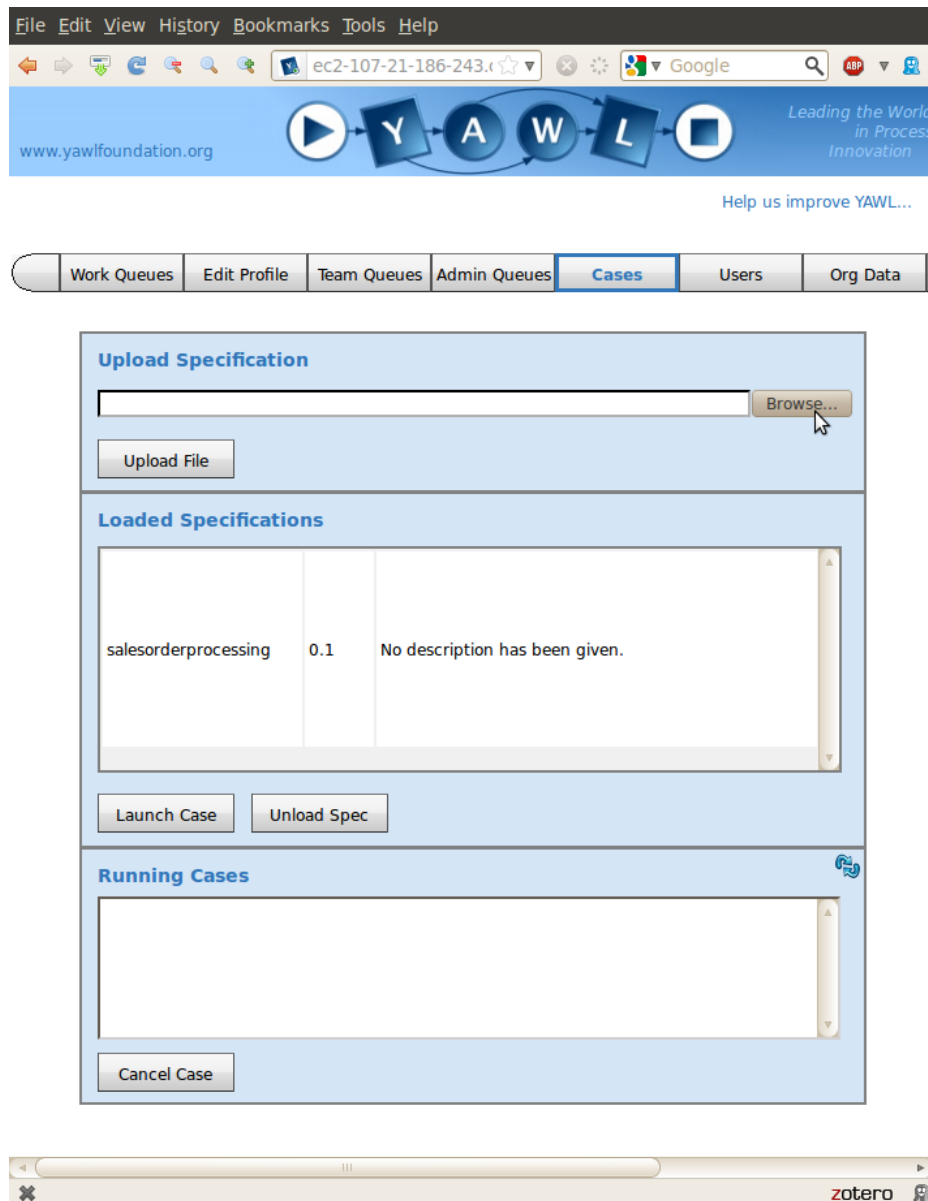 File Edit View History Bookmarks Tools Help
ec2-107-21-186-243.c Google ABP
www.yawlfoundation.org
Y A W L
Leading the World
in Process
Innovation
Help us improve YAWL...
Work Queues Edit Profile Team Queues Admin Queues Cases Users Org Data
Upload Specification
Browse...
Upload File
Loaded Specifications
salesorderprocessing 0.1 No description has been given.
Launch Case Unload Spec
Running Cases
Cancel Case
zotero